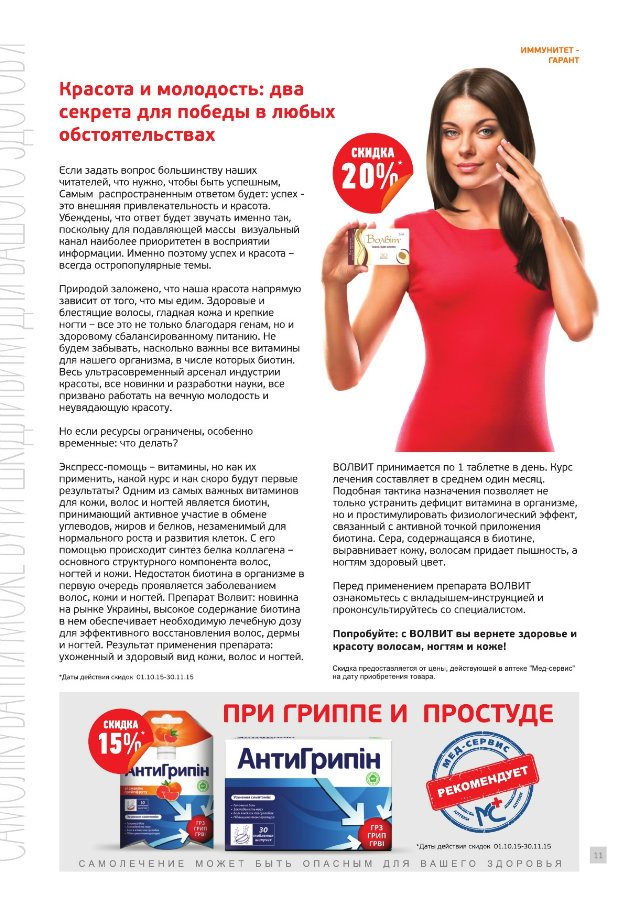 ИММУНИТЕТ -
ГАРАНТ
Красота и молодость: два
секрета для победы в любых
обстоятельствах
СКИДКА
20%*
Волвіт
Если задать вопрос большинству наших
читателей, что нужно, чтобы быть успешным,
Самым распространенным ответом будет: успех -
это внешняя привлекательность и красота.
Убеждены, что ответ будет звучать именно так,
поскольку для подавляющей массы визуальный
канал наиболее приоритетен в восприятии
информации. Именно поэтому успех и красота –
всегда остропопулярные темы.
Природой заложено, что наша красота напрямую
зависит от того, что мы едим. Здоровые и
блестящие волосы, гладкая кожа и крепкие
ногти – все это не только благодаря генам, но и
здоровому сбалансированному питанию. Не
будем забывать, насколько важны все витамины
для нашего организма, в числе которых биотин.
Весь ультрасовременный арсенал индустрии
красоты, все новинки и разработки науки, все
призвано работать на вечную молодость и
неувядающую красоту.
Но если ресурсы ограничены, особенно
временные: что делать?
Экспресс-помощь – витамины, но как их
применить, какой курс и как скоро будут первые
результаты? Одним из самых важных витаминов
для кожи, волос и ногтей является биотин,
принимающий активное участие в обмене
углеводов, жиров и белков, незаменимый для
нормального роста и развития клеток. С его
помощью происходит синтез белка коллагена –
основного структурного компонента волос,
ногтей и кожи. Недостаток биотина в организме в
первую очередь проявляется заболеванием
волос, кожи и ногтей. Препарат Волвит: новинка
на рынке Украины, высокое содержание биотина
в нем обеспечивает необходимую лечебную дозу
для эффективного восстановления волос, дермы
и ногтей. Результат применения препарата:
ухоженный и здоровый вид кожи, волос и ногтей.
*Даты действия скидок 01.10.15-30.11.15
ВОЛВИТ принимается по 1 таблетке в день. Курс
лечения составляет в среднем один месяц.
Подобная тактика назначения позволяет не
только устранить дефицит витамина в организме,
но и простимулировать физиологический эффект,
связанный с активной точкой приложения
биотина. Сера, содержащаяся в биотине,
выравнивает кожу, волосам придает пышность, а
ногтям здоровый цвет.
Перед применением препарата ВОЛВИТ
ознакомьтесь с вкладышем-инструкцией и
проконсультируйтесь со специалистом.
Попробуйте: с ВОЛВИТ вы вернете здоровье и
красоту волосам, ногтям и коже!
Скидка предоставляется от цены, действующей в аптеке "Мед-сервис"
на дату приобретения товара.
ПРИ ГРИППЕ И ПРОСТУДЕ
СКИДКА
15%*
АнтиГрипін
ГРЗ
ГРИП
ГРВІ
АнтиГрипін
30
ГРЗ
ГРИП
ГРВІ
МЕД-СЕРВИС
РЕКОМЕНДУЕТ
*Даты действия скидок 01.10.15-30.11.15
САМОЛЕЧЕНИЕ МОЖЕТ БЫТЬ ОПАСНЫМ ДЛЯ ВАШЕГО ЗДОРОВЬЯ
11